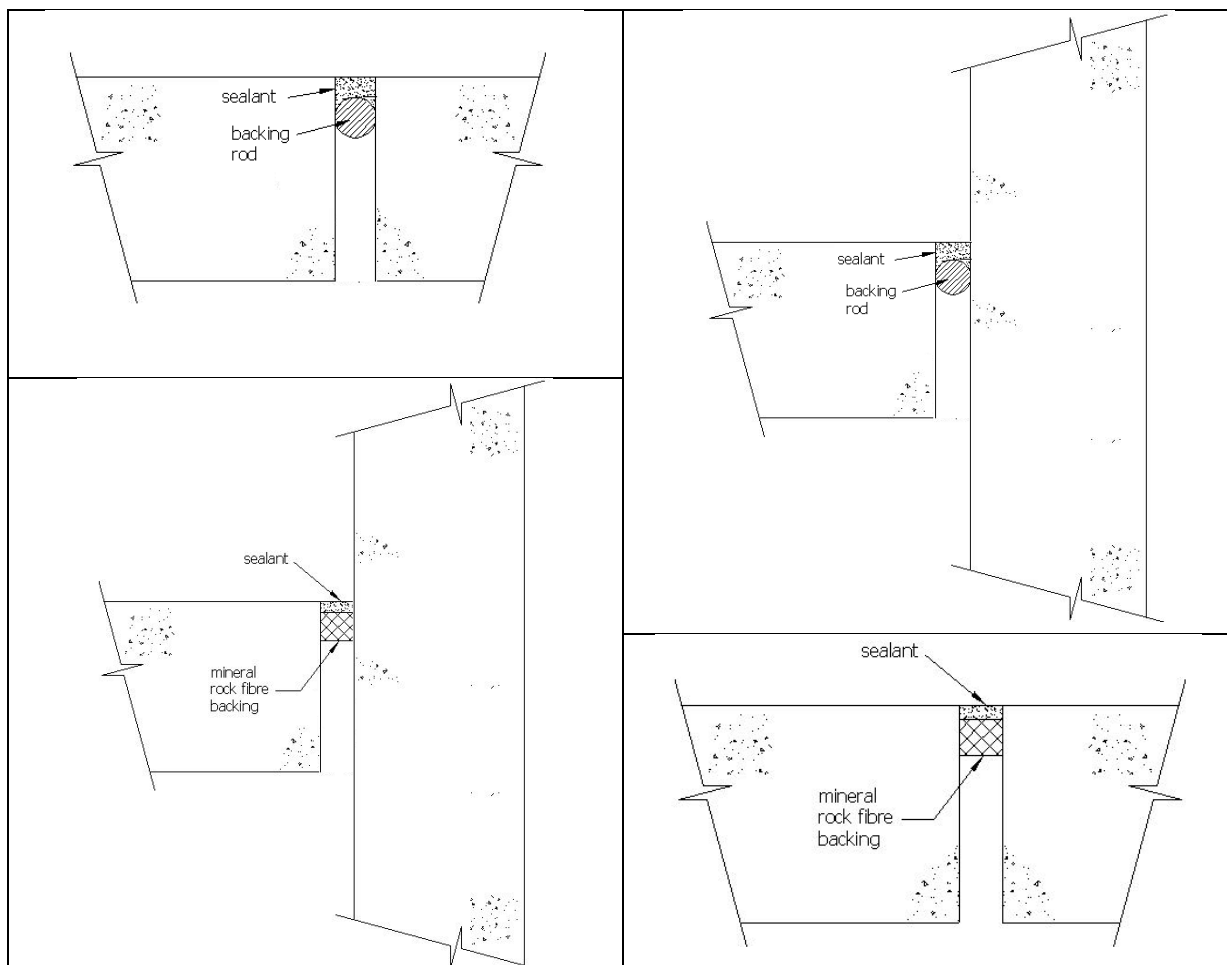 sealant
backing
rod
sealant
backing
rod
sealant
mineral
rock fibre
backing
sealant
mineral
rock fibre
backing